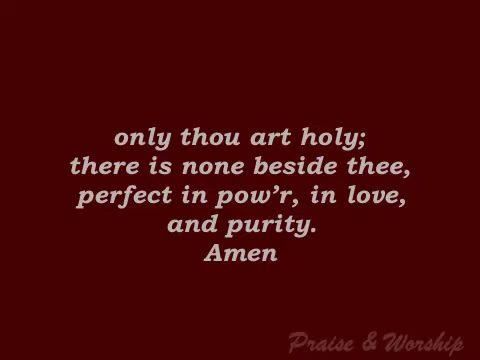 only thou art holy;
there is none beside thee,
perfect in pow’r, in love,
and purity.
Amen
Praise & Worship